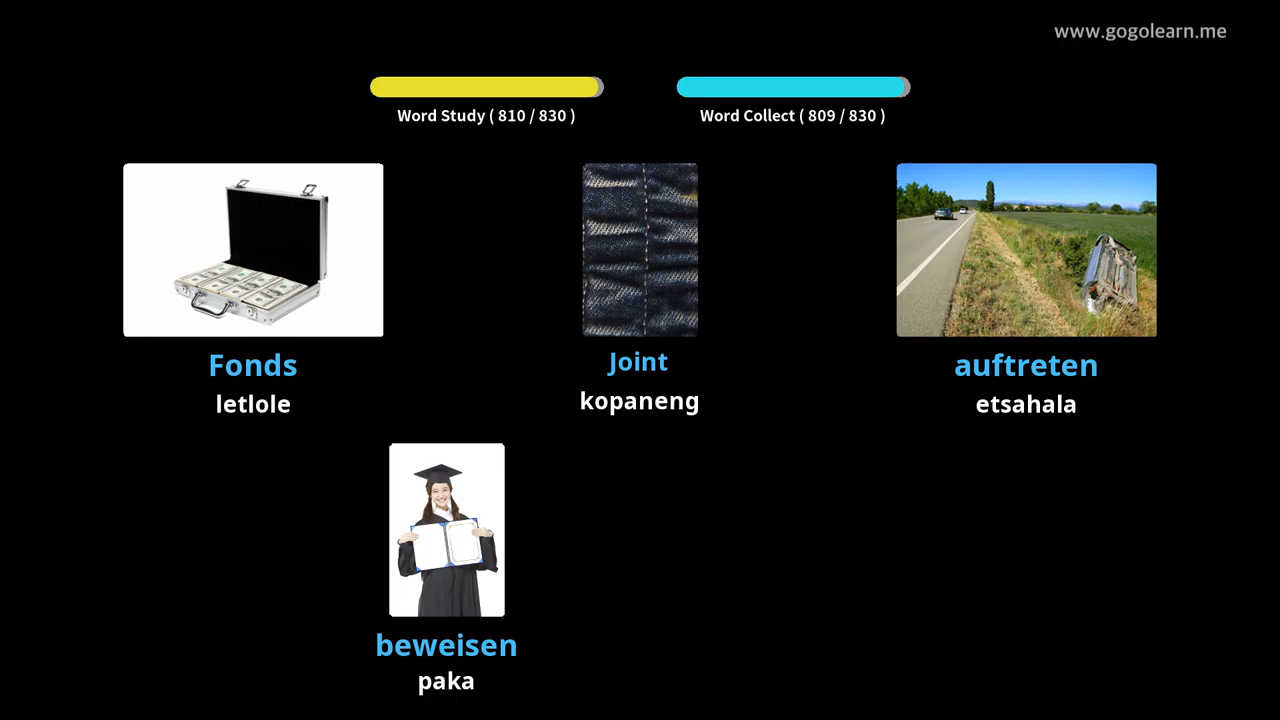 www.gogolearn.me
Word Study ( 810 / 830 )
Word Collect ( 809 / 830 )
Fonds
letlole
Joint
kopaneng
auftreten
etsahala
beweisen
paka